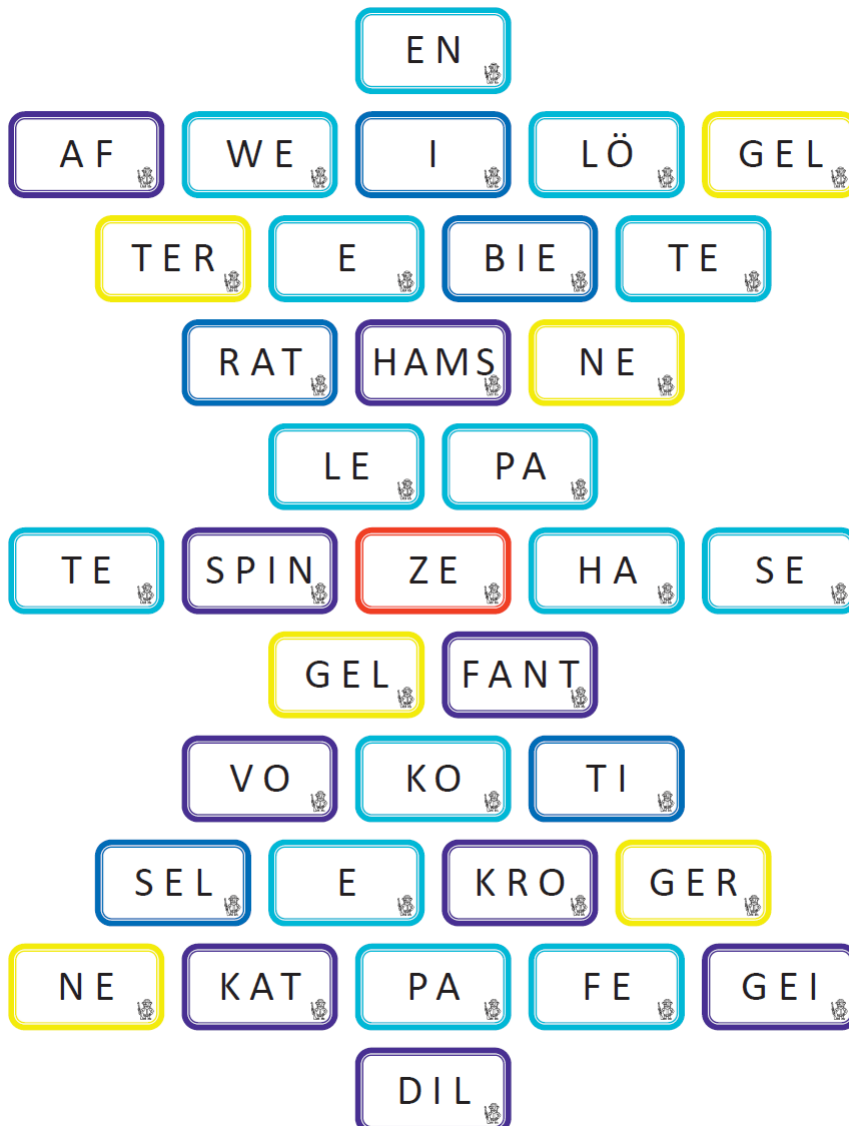 EN
AF WE I LÖ GEL
TER E BIE TE
RAT HAMS NE
LE PA
TE SPIN ZE HA SE
GEL FANT
VO KO TI
SEL E KRO GER
NE KAT PA FE GEI
DIL